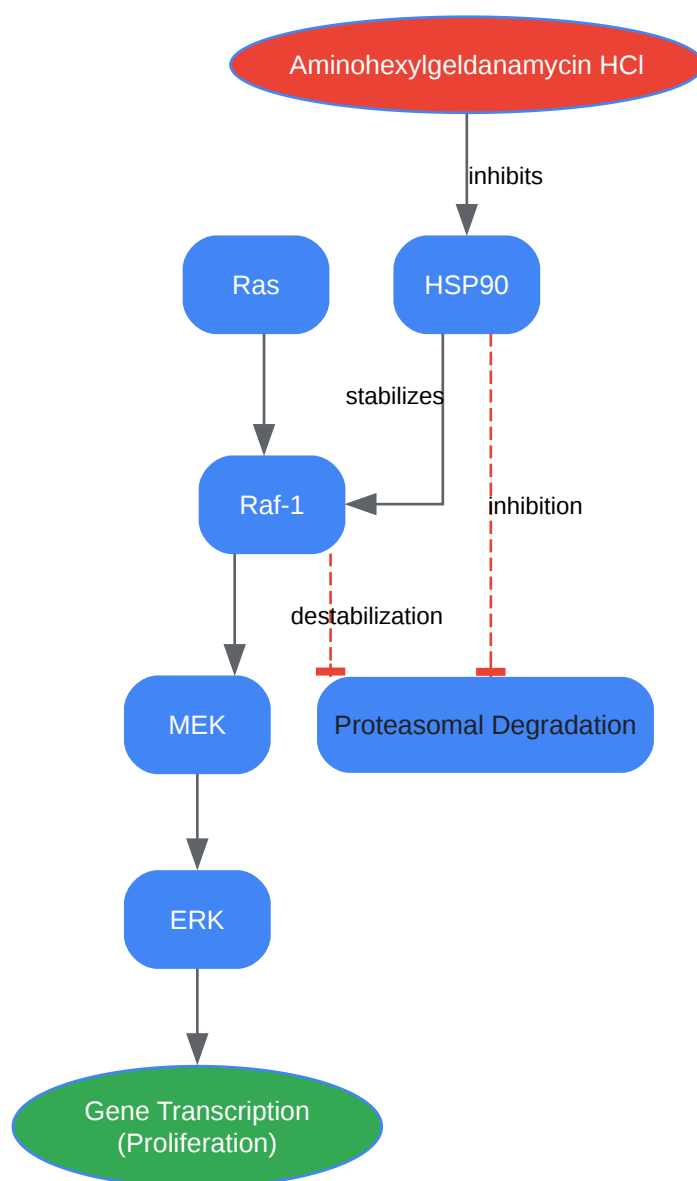 Aminohexylgeldanamycin HCl
inhibits
Ras
HSP90
stabilizes
Raf-1
inhibition
destabilization
MEK
Proteasomal Degradation
ERK
Gene Transcription
(Proliferation)